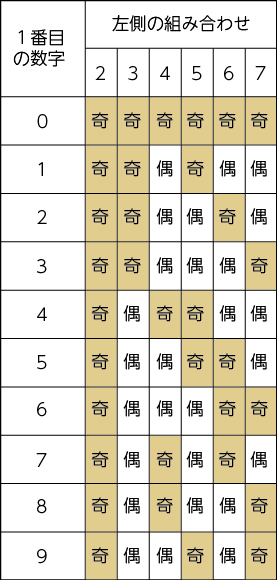 1番目
の数字
左側の組み合わせ
2 3 4 5 6 7
0 奇 奇 奇 奇 奇 奇
1 奇 奇 偶 奇 偶 偶
2 奇 奇 偶 偶 奇 偶
3 奇 奇 偶 偶 偶 奇
4 奇 偶 奇 奇 偶 偶
5 奇 偶 偶 奇 奇 偶
6 奇 偶 偶 偶 奇 奇
7 奇 偶 奇 偶 奇 偶
8 奇 偶 奇 偶 偶 奇
9 奇 偶 偶 奇 偶 奇